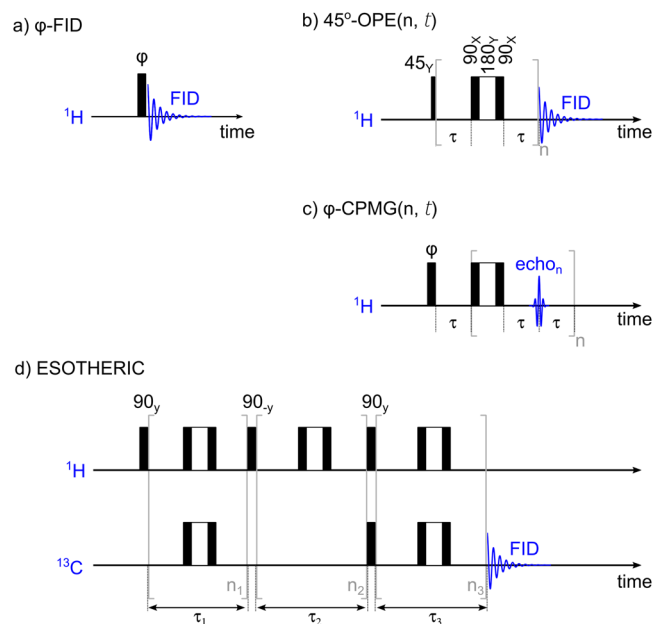 a) φ-FID
φ
FID
¹H
time
b) 45º-OPE(n, t)
45Y
90X
180Y
90X
FID
¹H
τ
τ
n
time
c) φ-CPMG(n, t)
φ
echoₙ
¹H
τ
τ
τ
n
time
d) ESOTHERIC
90y
90-y
90y
¹H
¹³C
FID
n₁
n₂
n₃
time
τ₁
τ₂
τ₃